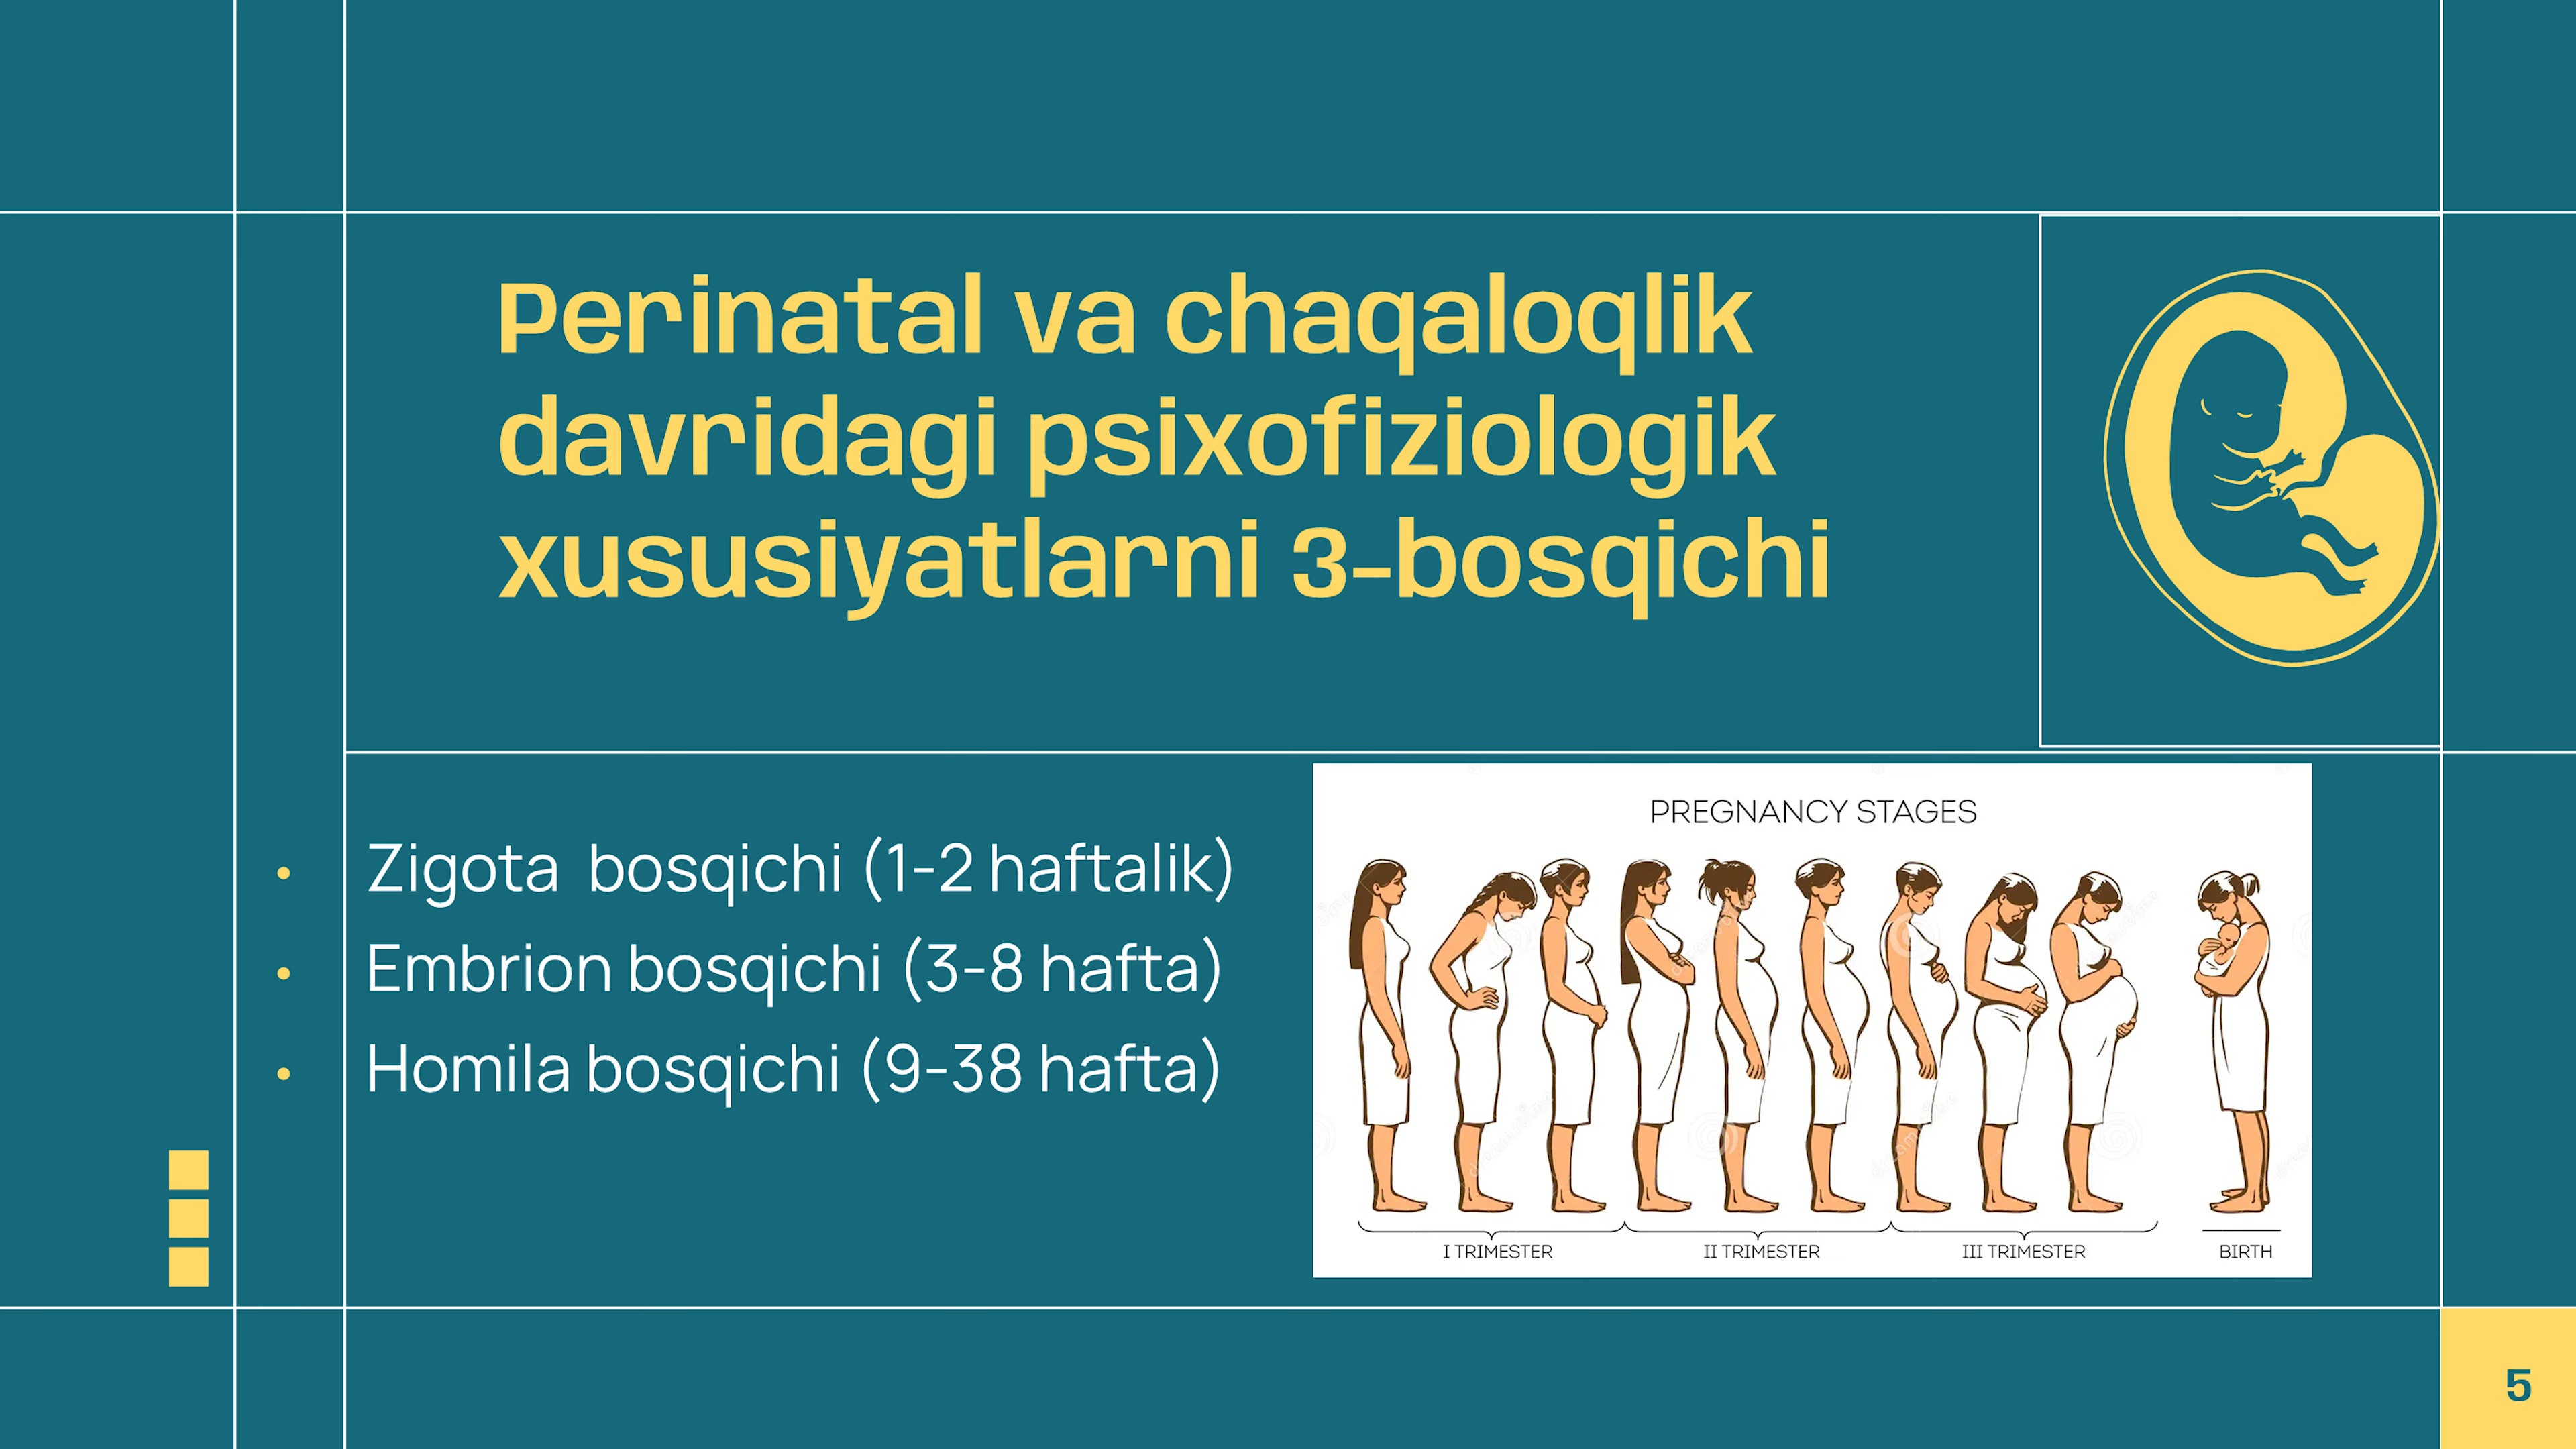 Perinatal va chaqaloqlik
davridagi psixofiziologik
xususiyatlarni 3-bosqichi
• Zigota bosqichi (1-2 haftalik)
• Embrion bosqichi (3-8 hafta)
• Homila bosqichi (9-38 hafta)
PREGNANCY STAGES
I TRIMESTER
II TRIMESTER
III TRIMESTER
BIRTH
5